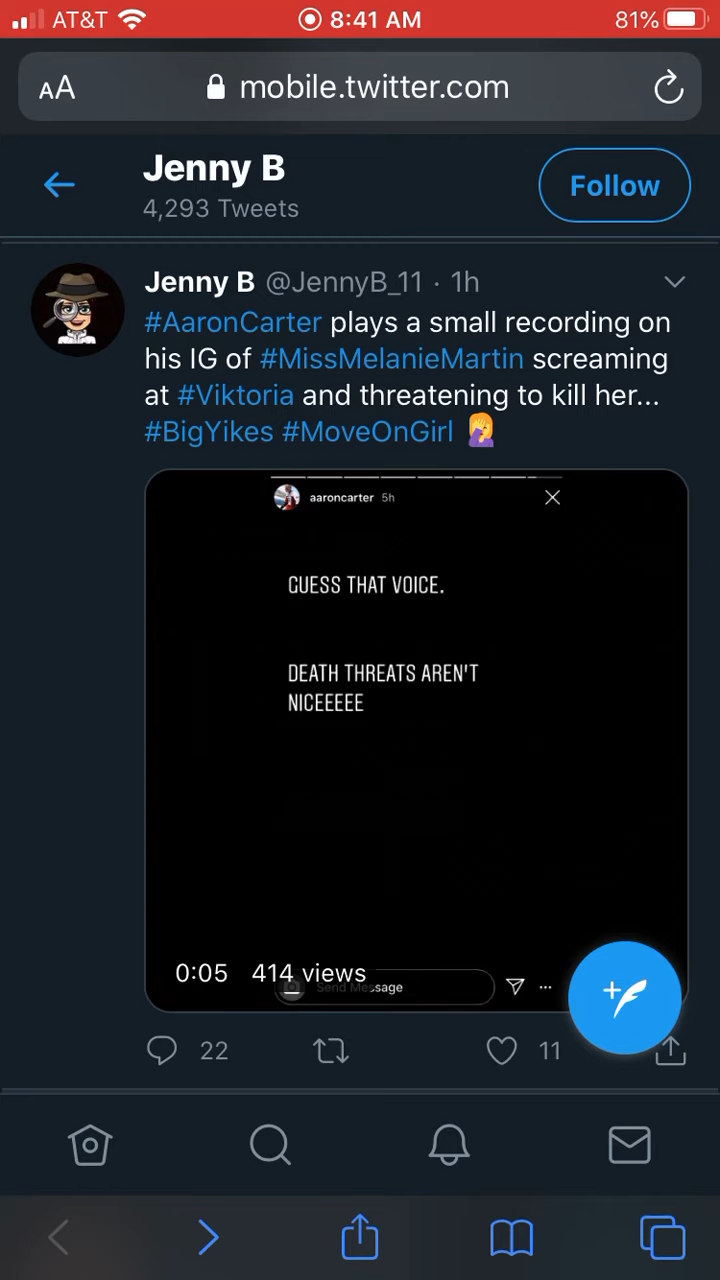 AT&T 8:41 AM 81%
AA mobile.twitter.com
Jenny B
4,293 Tweets
Follow
Jenny B @JennyB_11 · 1h
#AaronCarter plays a small recording on
his IG of #MissMelanieMartin screaming
at #Viktoria and threatening to kill her...
#BigYikes #MoveOnGirl 🤦‍♀️
aaroncarter 5h
GUESS THAT VOICE.
DEATH THREATS AREN'T
NICEEEEE
0:05 414 views
Send Message
22 11